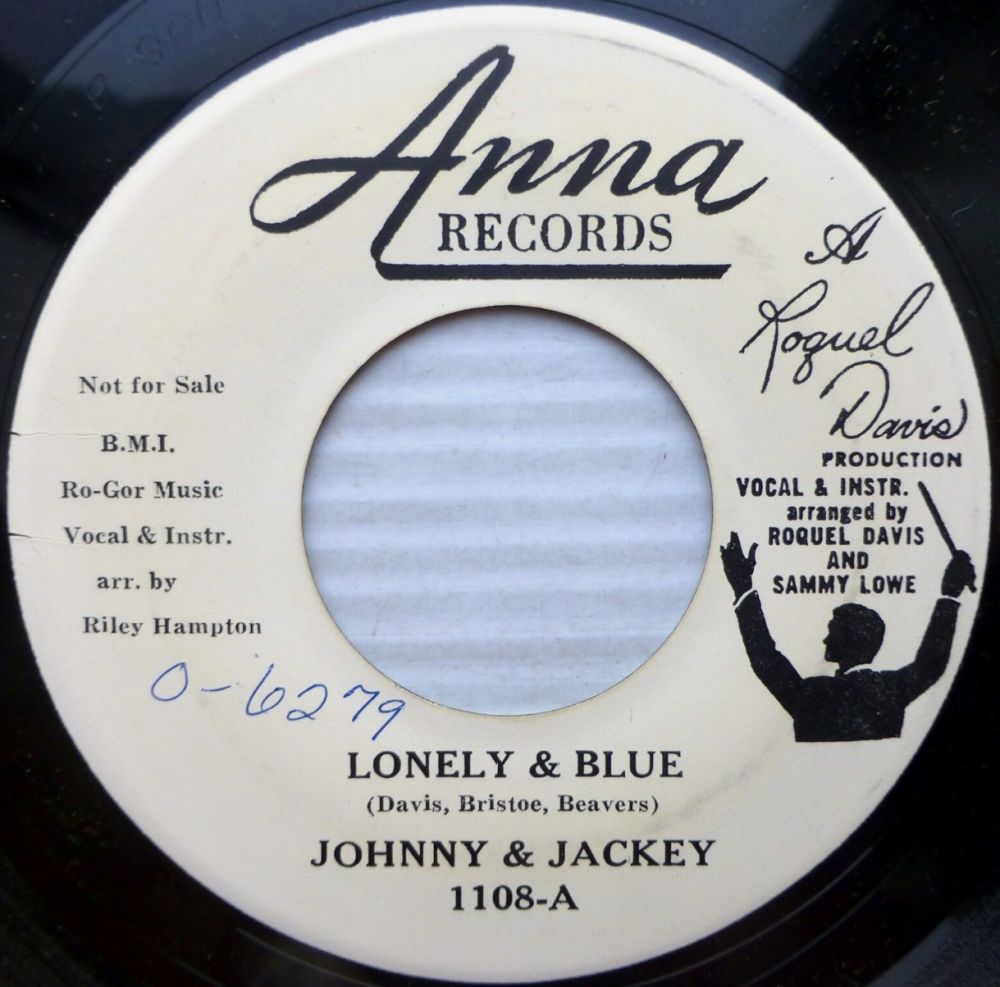 Anna
RECORDS
A
Roquel
Davis
PRODUCTION
VOCAL & INSTR.
arranged by
ROQUEL DAVIS
AND
SAMMY LOWE
Not for Sale
B.M.I.
Ro-Gor Music
Vocal & Instr.
arr. by
Riley Hampton
0-6279
LONELY & BLUE
(Davis, Bristoe, Beavers)
JOHNNY & JACKEY
1108-A